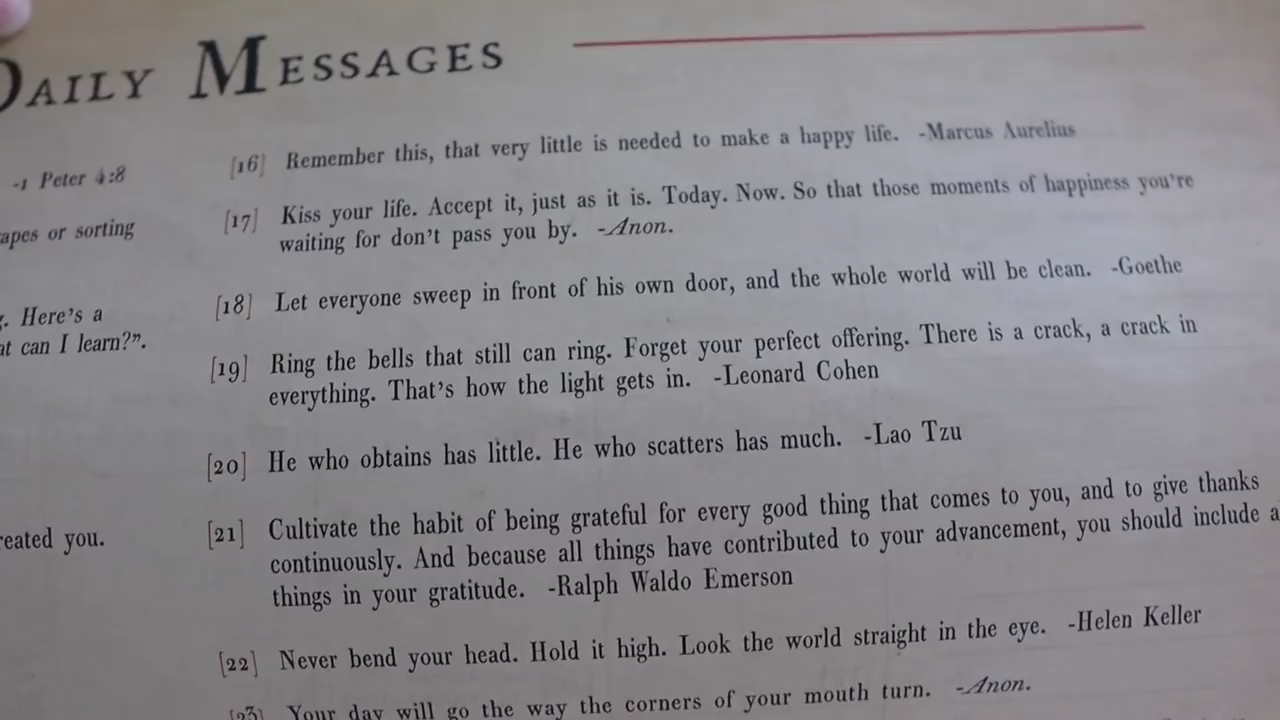 DAILY MESSAGES
-1 Peter 4:8
apes or sorting
. Here's a
at can I learn?”.
reated you.
[16] Remember this, that very little is needed to make a happy life. -Marcus Aurelius
[17] Kiss your life. Accept it, just as it is. Today. Now. So that those moments of happiness you're
waiting for don't pass you by. -Anon.
[18] Let everyone sweep in front of his own door, and the whole world will be clean. -Goethe
[19] Ring the bells that still can ring. Forget your perfect offering. There is a crack, a crack in
everything. That's how the light gets in. -Leonard Cohen
[20] He who obtains has little. He who scatters has much. -Lao Tzu
[21] Cultivate the habit of being grateful for every good thing that comes to you, and to give thanks
continuously. And because all things have contributed to your advancement, you should include a
things in your gratitude. -Ralph Waldo Emerson
[22] Never bend your head. Hold it high. Look the world straight in the eye. -Helen Keller
[23] Your day will go the way the corners of your mouth turn. -Anon.